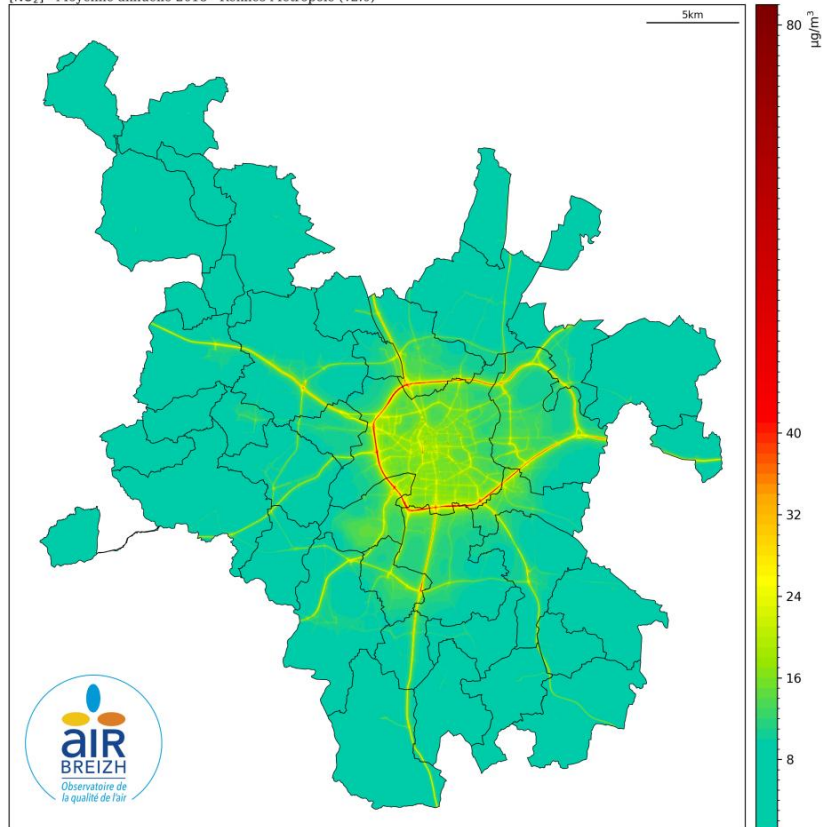 5km
µg/m³
80
40
32
24
16
8
aiR
BREIZH
Observatoire de
la qualité de l'air